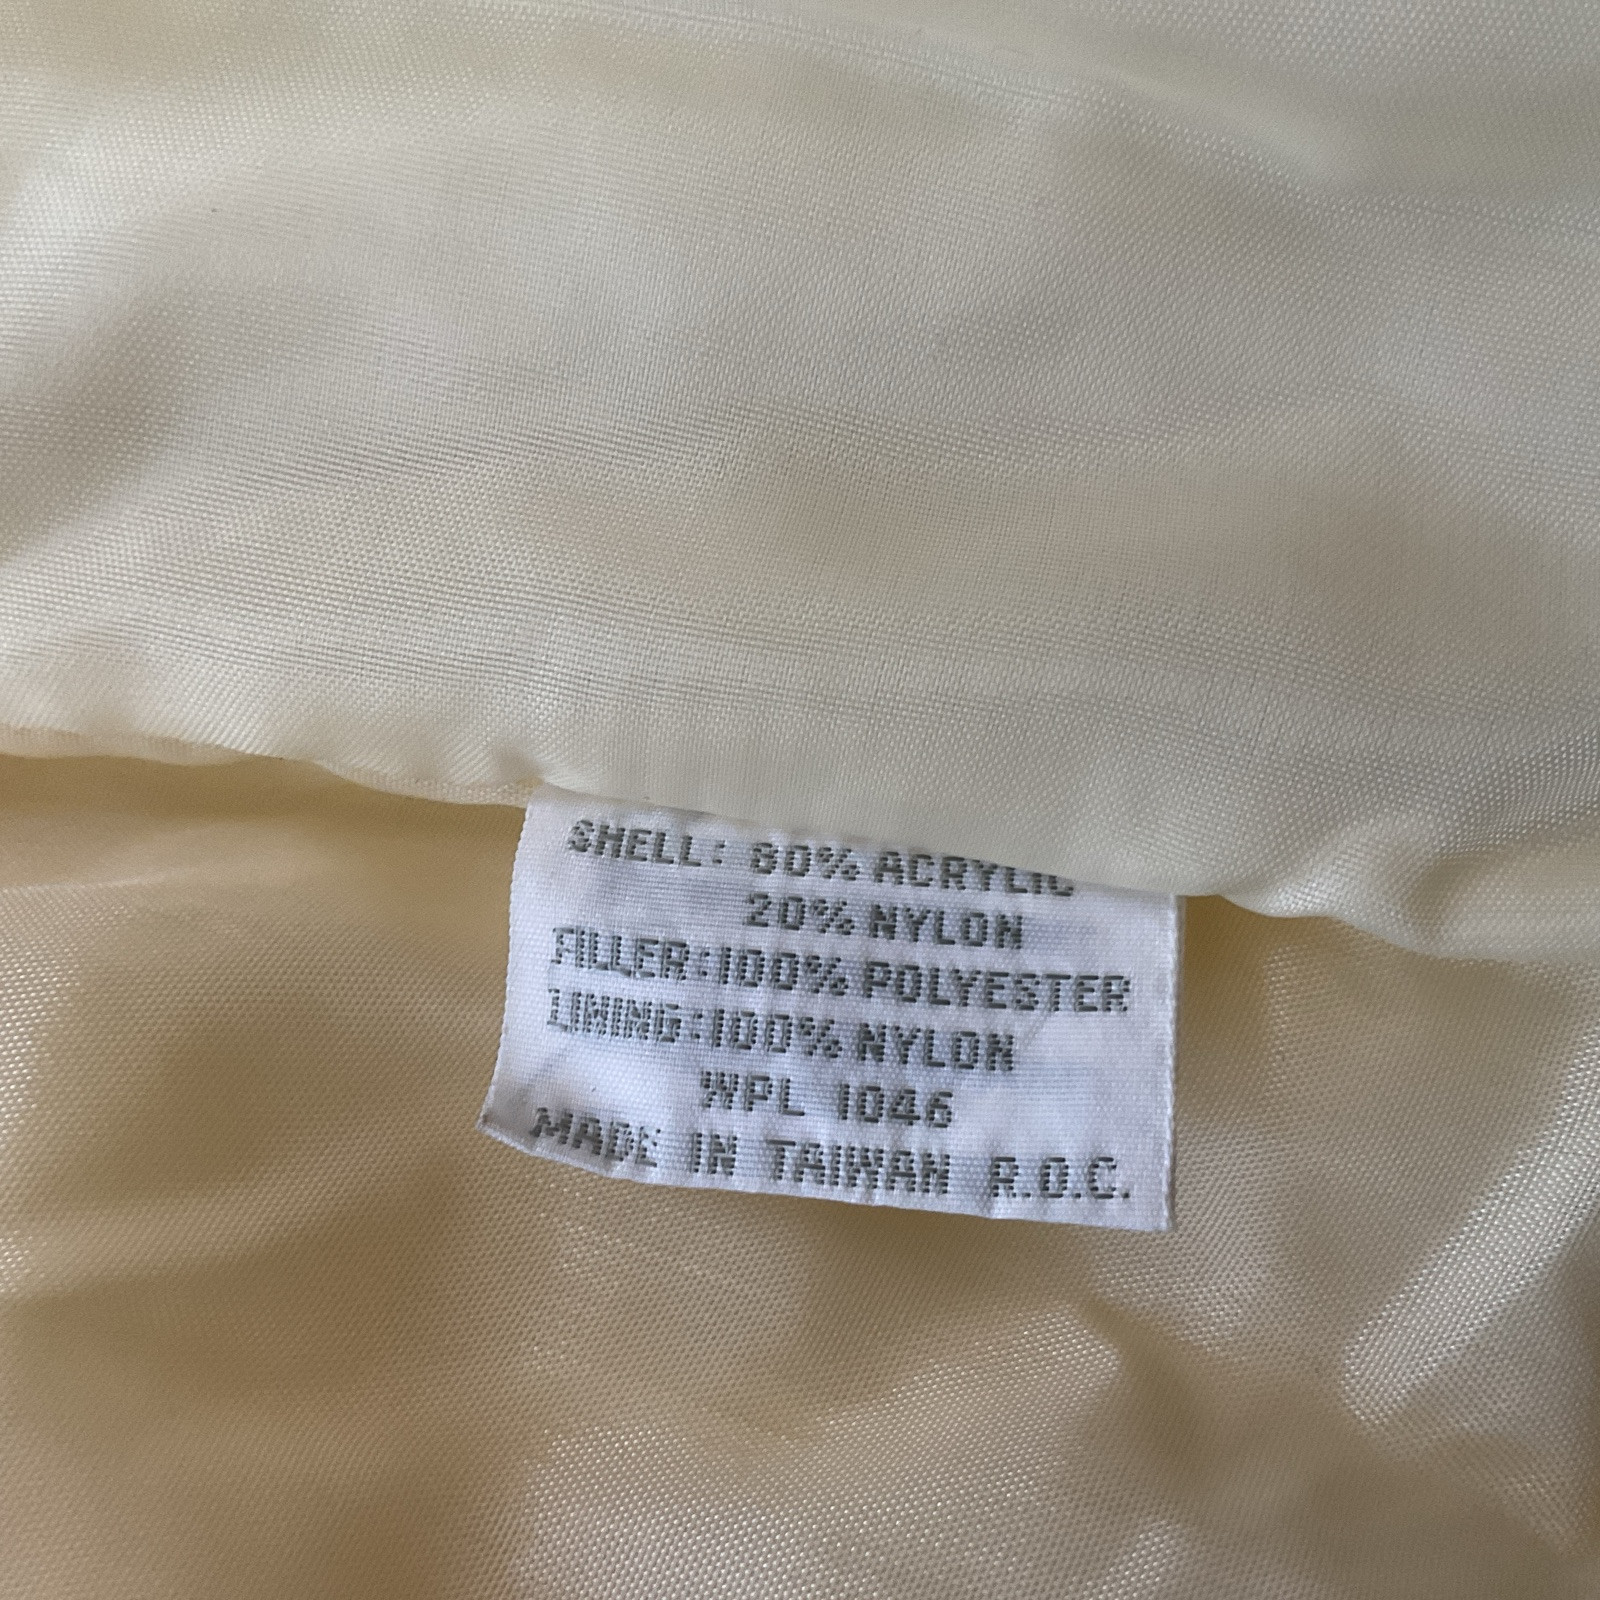 SHELL: 80% ACRYLIC
20% NYLON
FILLER:100% POLYESTER
LINING:100% NYLON
WPL 1046
MADE IN TAIWAN R.O.C.